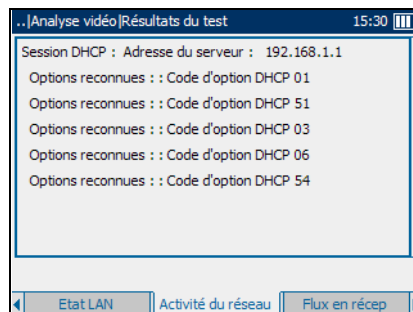 ..|Analyse vidéo|Résultats du test 15:30
Session DHCP : Adresse du serveur : 192.168.1.1
Options reconnues : : Code d'option DHCP 01
Options reconnues : : Code d'option DHCP 51
Options reconnues : : Code d'option DHCP 03
Options reconnues : : Code d'option DHCP 06
Options reconnues : : Code d'option DHCP 54
Etat LAN Activité du réseau Flux en récep